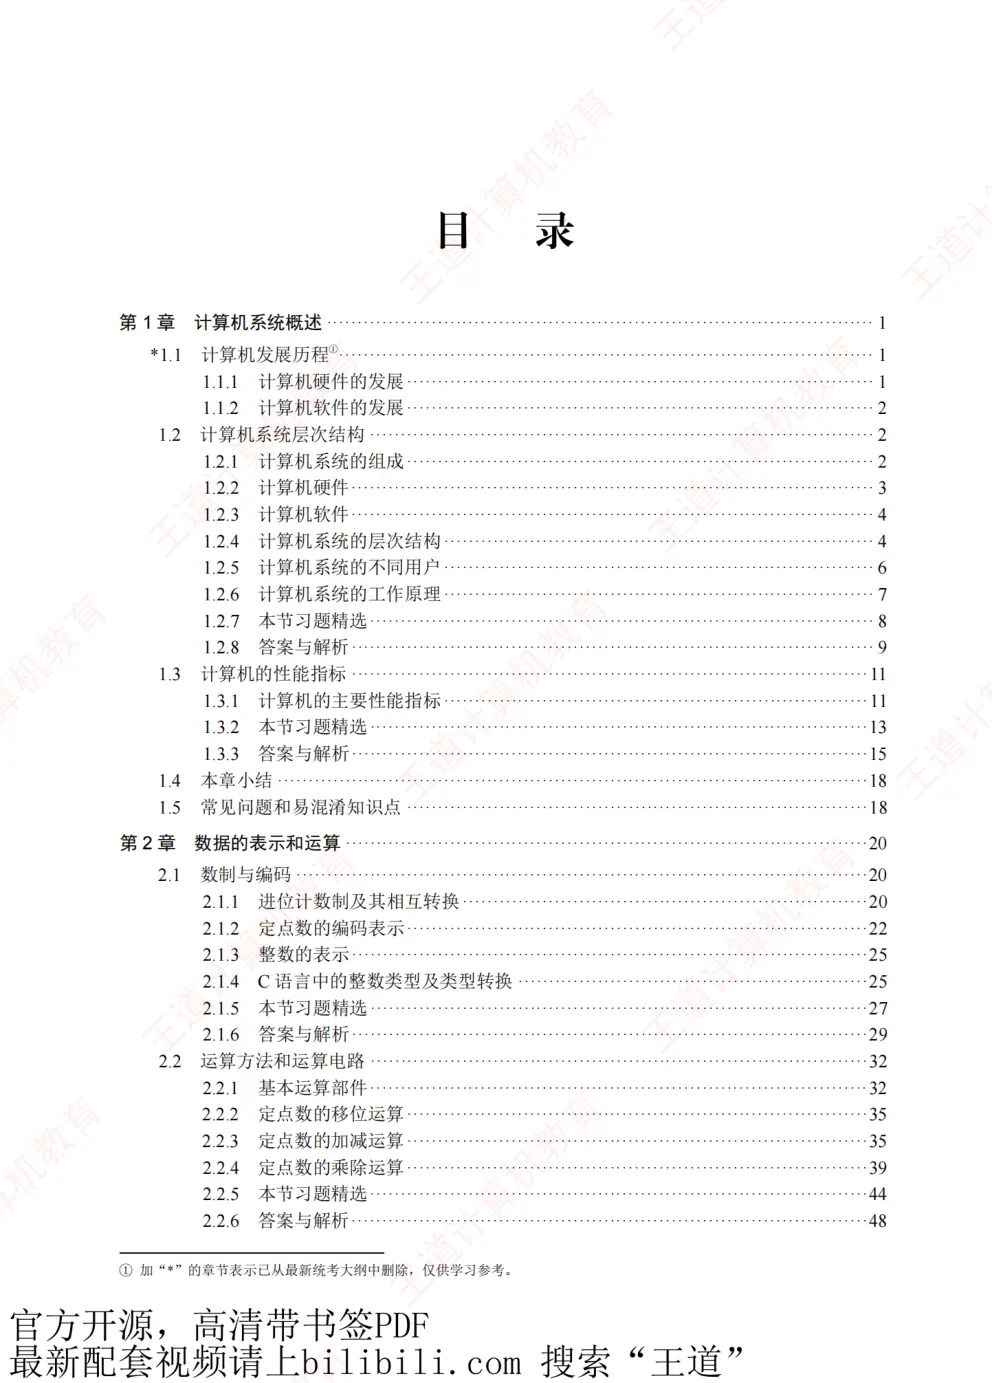 目 录
第 1 章 计算机系统概述 1
*1.1 计算机发展历程① 1
1.1.1 计算机硬件的发展 1
1.1.2 计算机软件的发展 2
1.2 计算机系统层次结构 2
1.2.1 计算机系统的组成 2
1.2.2 计算机硬件 3
1.2.3 计算机软件 4
1.2.4 计算机系统的层次结构 4
1.2.5 计算机系统的不同用户 6
1.2.6 计算机系统的工作原理 7
1.2.7 本节习题精选 8
1.2.8 答案与解析 9
1.3 计算机的性能指标 11
1.3.1 计算机的主要性能指标 11
1.3.2 本节习题精选 13
1.3.3 答案与解析 15
1.4 本章小结 18
1.5 常见问题和易混淆知识点 18
第 2 章 数据的表示和运算 20
2.1 数制与编码 20
2.1.1 进位计数制及其相互转换 20
2.1.2 定点数的编码表示 22
2.1.3 整数的表示 25
2.1.4 C 语言中的整数类型及类型转换 25
2.1.5 本节习题精选 27
2.1.6 答案与解析 29
2.2 运算方法和运算电路 32
2.2.1 基本运算部件 32
2.2.2 定点数的移位运算 35
2.2.3 定点数的加减运算 35
2.2.4 定点数的乘除运算 39
2.2.5 本节习题精选 44
2.2.6 答案与解析 48
① 加“*”的章节表示已从最新统考大纲中删除，仅供学习参考。
官方开源，高清带书签PDF
最新配套视频请上bilibili.com 搜索“王道”
王道计算机教育